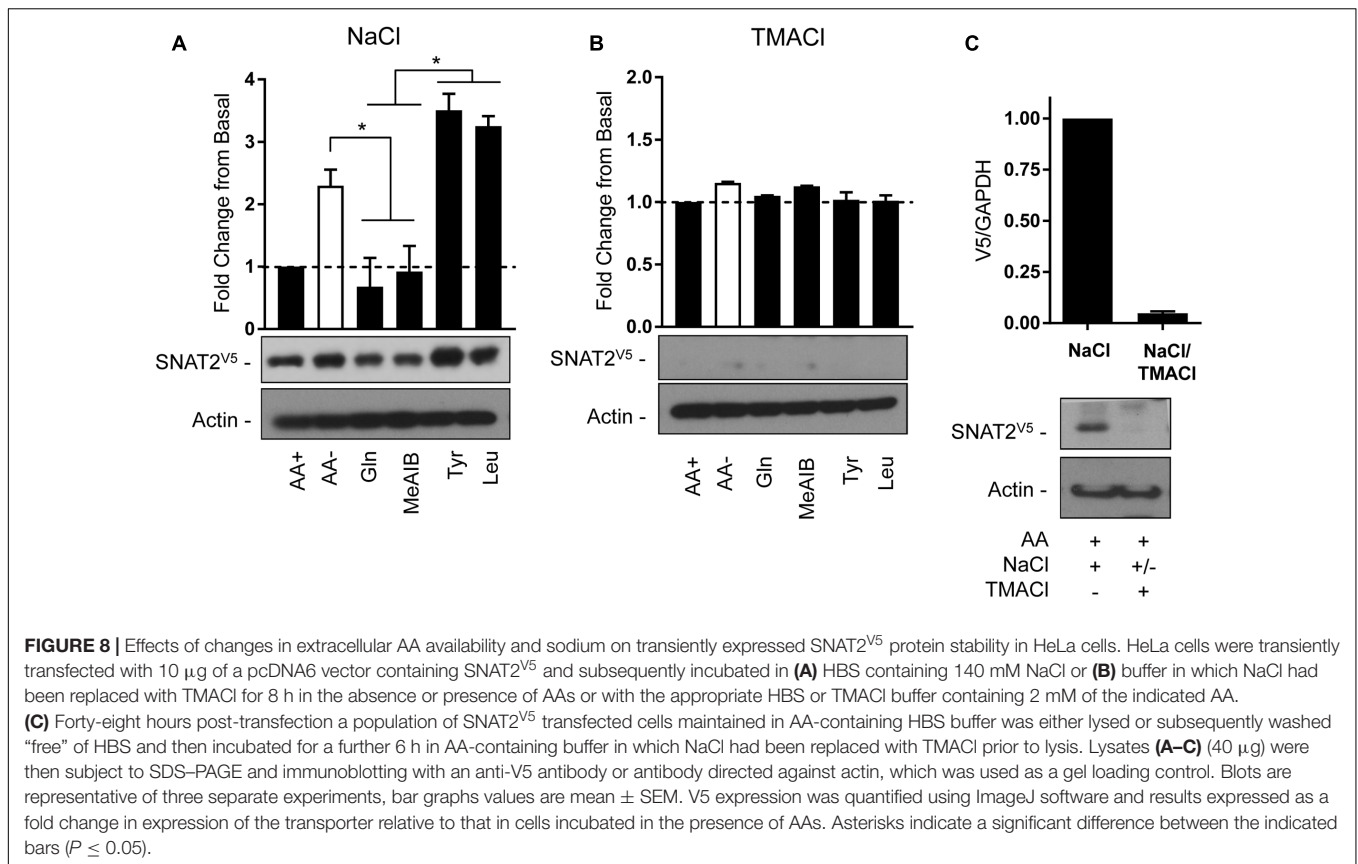 A
NaCl
B
TMACl
C
*
*
4
3
2
1
0
Fold Change from Basal
2.0
1.5
1.0
0.5
0.0
Fold Change from Basal
1.00
0.75
0.50
0.25
0.00
V5/GAPDH
NaCl
NaCl/
TMACl
SNAT2V5 -
Actin -
AA+
AA-
Gln
MeAIB
Tyr
Leu
SNAT2V5 -
Actin -
AA+
AA-
Gln
MeAIB
Tyr
Leu
SNAT2V5 -
Actin -
AA + +
NaCl + +/-
TMACl - +
FIGURE 8 | Effects of changes in extracellular AA availability and sodium on transiently expressed SNAT2V5 protein stability in HeLa cells. HeLa cells were transiently
transfected with 10 μg of a pcDNA6 vector containing SNAT2V5 and subsequently incubated in (A) HBS containing 140 mM NaCl or (B) buffer in which NaCl had
been replaced with TMACl for 8 h in the absence or presence of AAs or with the appropriate HBS or TMACl buffer containing 2 mM of the indicated AA.
(C) Forty-eight hours post-transfection a population of SNAT2V5 transfected cells maintained in AA-containing HBS buffer was either lysed or subsequently washed
“free” of HBS and then incubated for a further 6 h in AA-containing buffer in which NaCl had been replaced with TMACl prior to lysis. Lysates (A–C) (40 μg) were
then subject to SDS–PAGE and immunoblotting with an anti-V5 antibody or antibody directed against actin, which was used as a gel loading control. Blots are
representative of three separate experiments, bar graphs values are mean ± SEM. V5 expression was quantified using ImageJ software and results expressed as a
fold change in expression of the transporter relative to that in cells incubated in the presence of AAs. Asterisks indicate a significant difference between the indicated
bars (P ≤ 0.05).